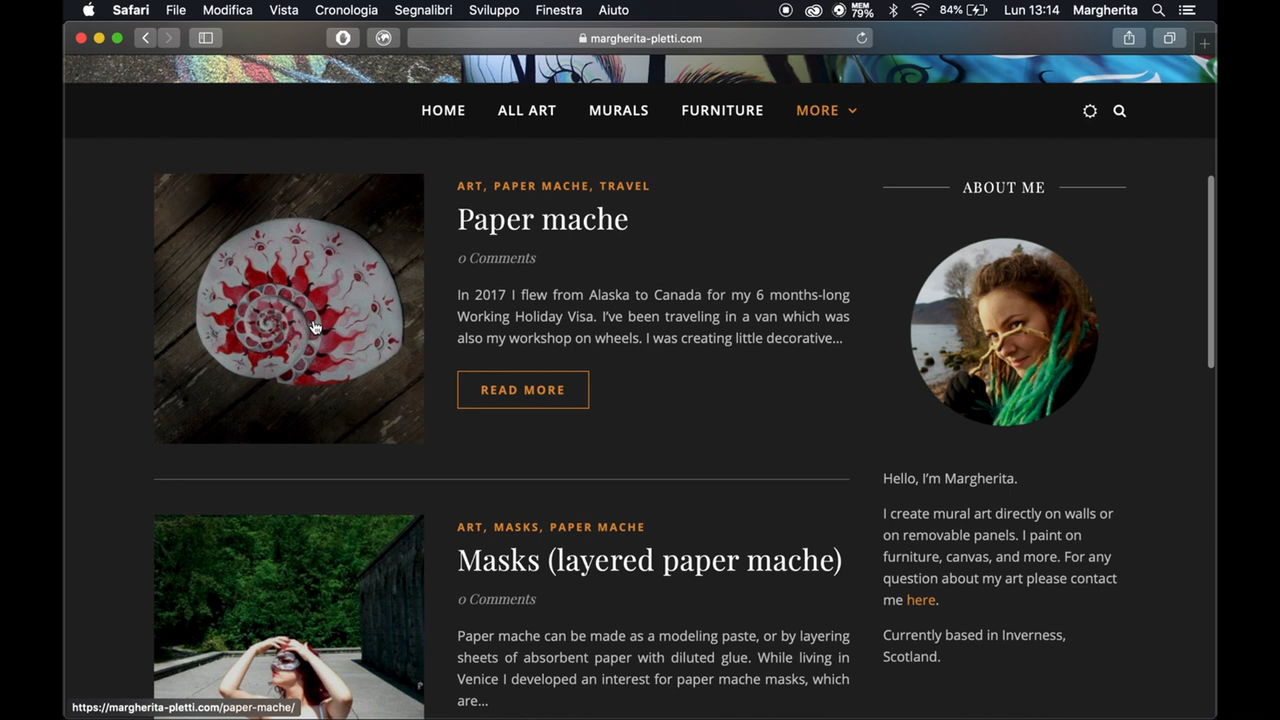 Safari File Modifica Vista Cronologia Segnalibri Sviluppo Finestra Aiuto MEM 79% 84% Lun 13:14 Margherita
margherita-pletti.com
HOME ALL ART MURALS FURNITURE MORE
ART, PAPER MACHE, TRAVEL
Paper mache
0 Comments
In 2017 I flew from Alaska to Canada for my 6 months-long
Working Holiday Visa. I've been traveling in a van which was
also my workshop on wheels. I was creating little decorative...
READ MORE
ART, MASKS, PAPER MACHE
Masks (layered paper mache)
0 Comments
Paper mache can be made as a modeling paste, or by layering
sheets of absorbent paper with diluted glue. While living in
Venice I developed an interest for paper mache masks, which
are...
ABOUT ME
Hello, I'm Margherita.
I create mural art directly on walls or
on removable panels. I paint on
furniture, canvas, and more. For any
question about my art please contact
me here.
Currently based in Inverness,
Scotland.
https://margherita-pletti.com/paper-mache/